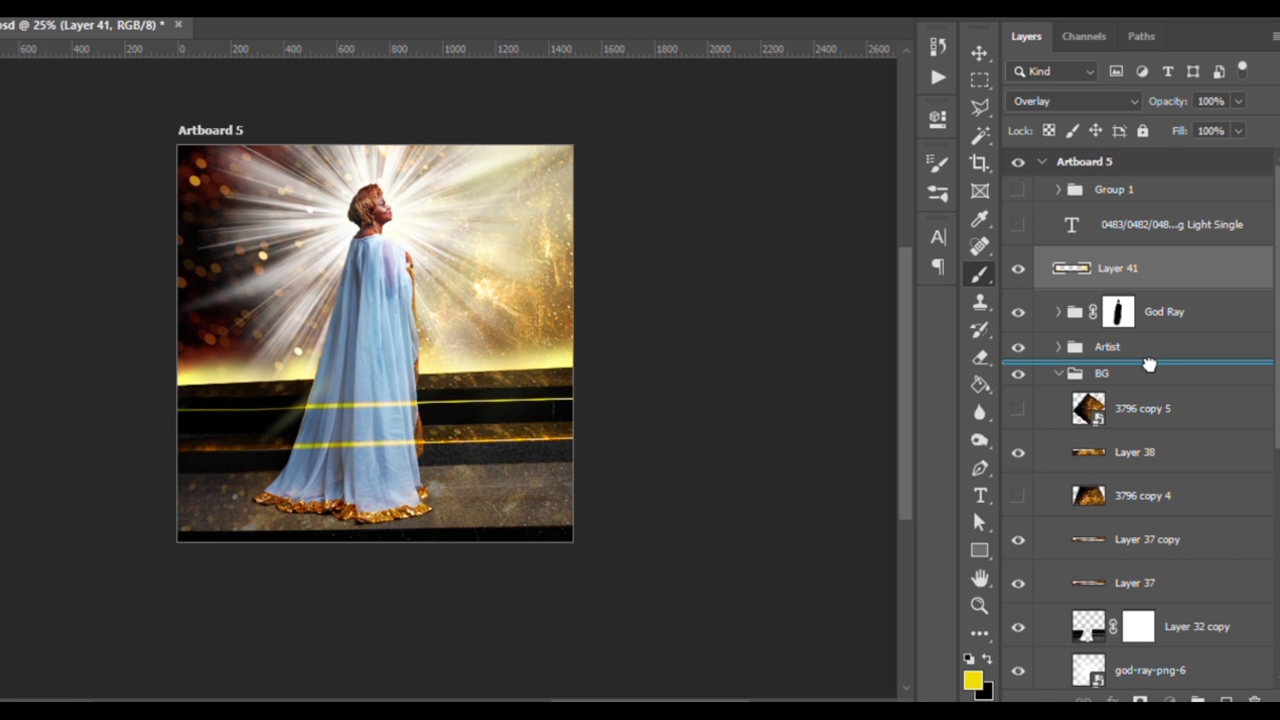 osd @ 25% (Layer 41, RGB/8) * ×
600 400 200 0 200 400 600 800 1000 1200 1400 1600 1800 2000 2200 2400 2600
Artboard 5
Layers Channels Paths
Kind
Overlay Opacity: 100%
Lock: Fill: 100%
Artboard 5
Group 1
0483/0482/048...g Light Single
Layer 41
God Ray
Artist
BG
3796 copy 5
Layer 38
3796 copy 4
Layer 37 copy
Layer 37
Layer 32 copy
god-ray-png-6